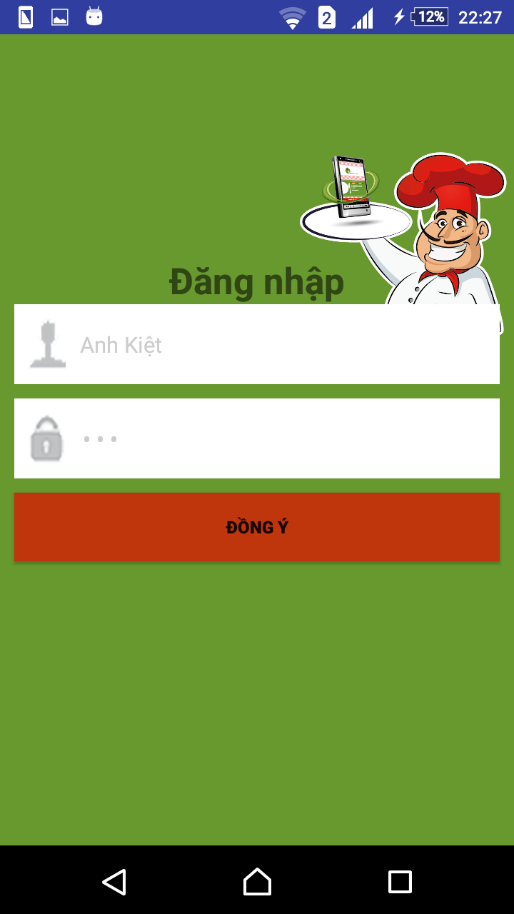 2
12%
22:27
Đăng nhập
Anh Kiệt
ĐỒNG Ý